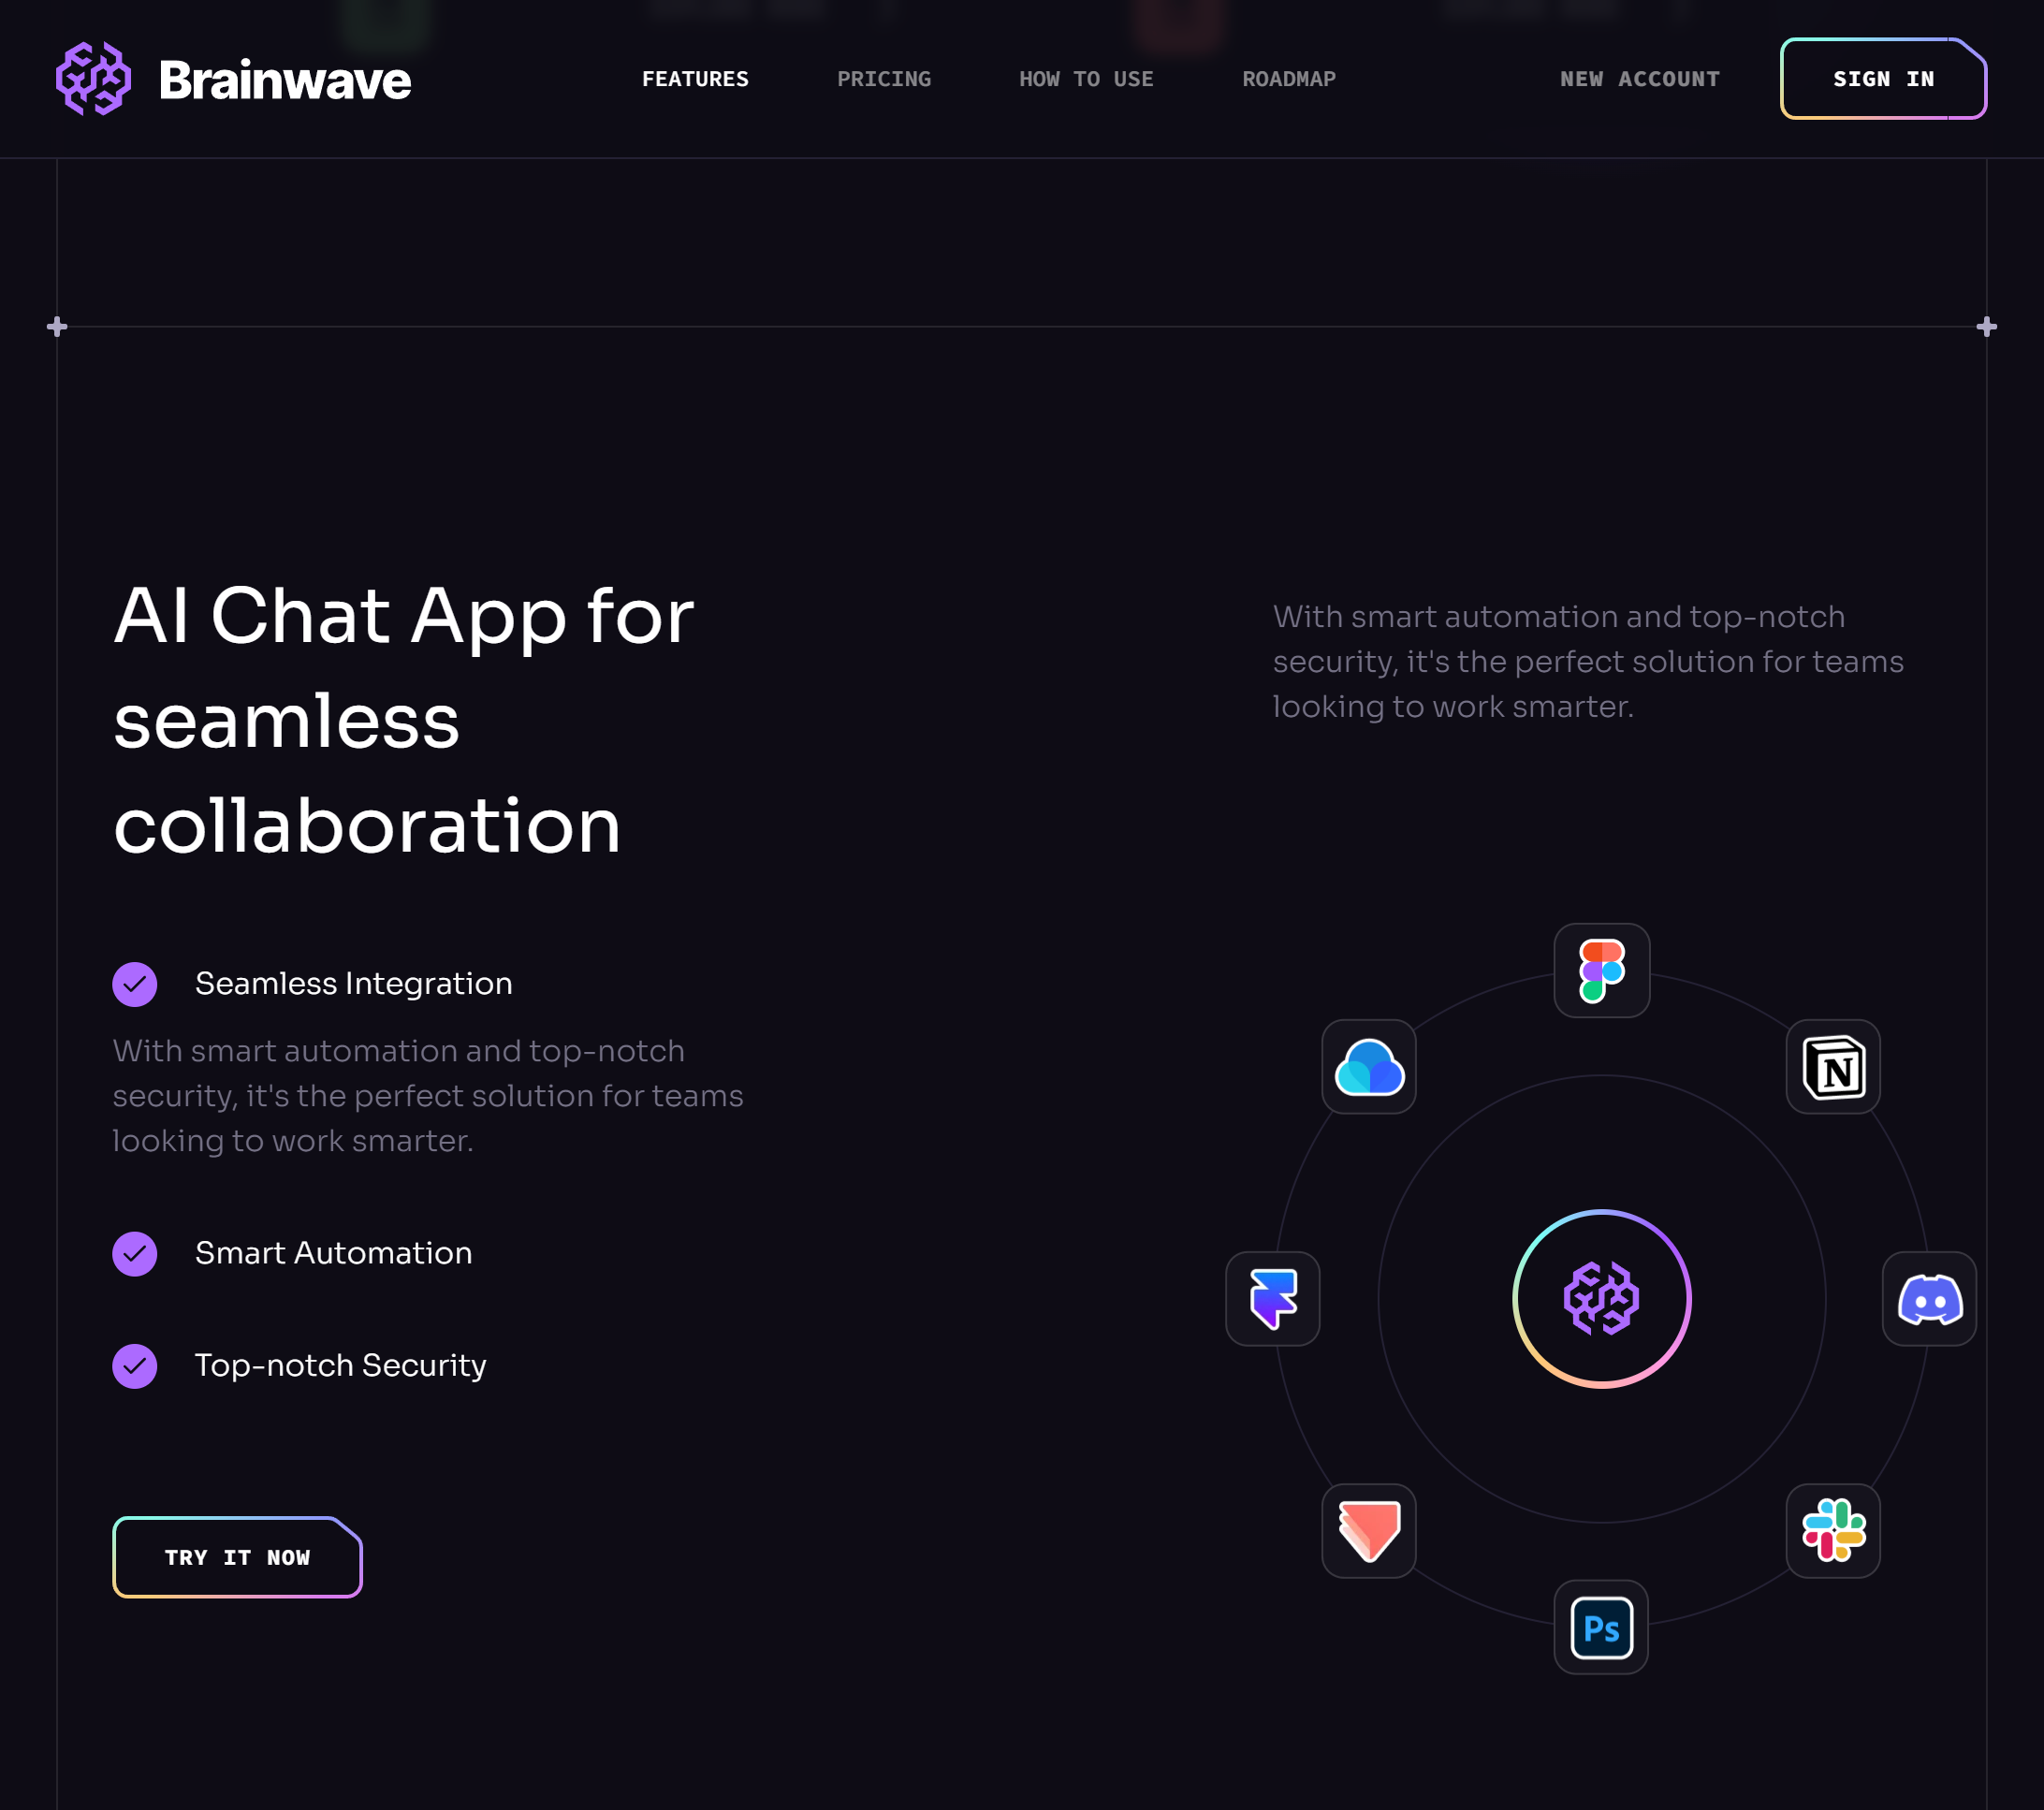 Brainwave
FEATURES
PRICING
HOW TO USE
ROADMAP
NEW ACCOUNT
SIGN IN
AI Chat App for
seamless
collaboration
Seamless Integration
With smart automation and top-notch
security, it's the perfect solution for teams
looking to work smarter.
Smart Automation
Top-notch Security
TRY IT NOW
With smart automation and top-notch
security, it's the perfect solution for teams
looking to work smarter.
N
Ps